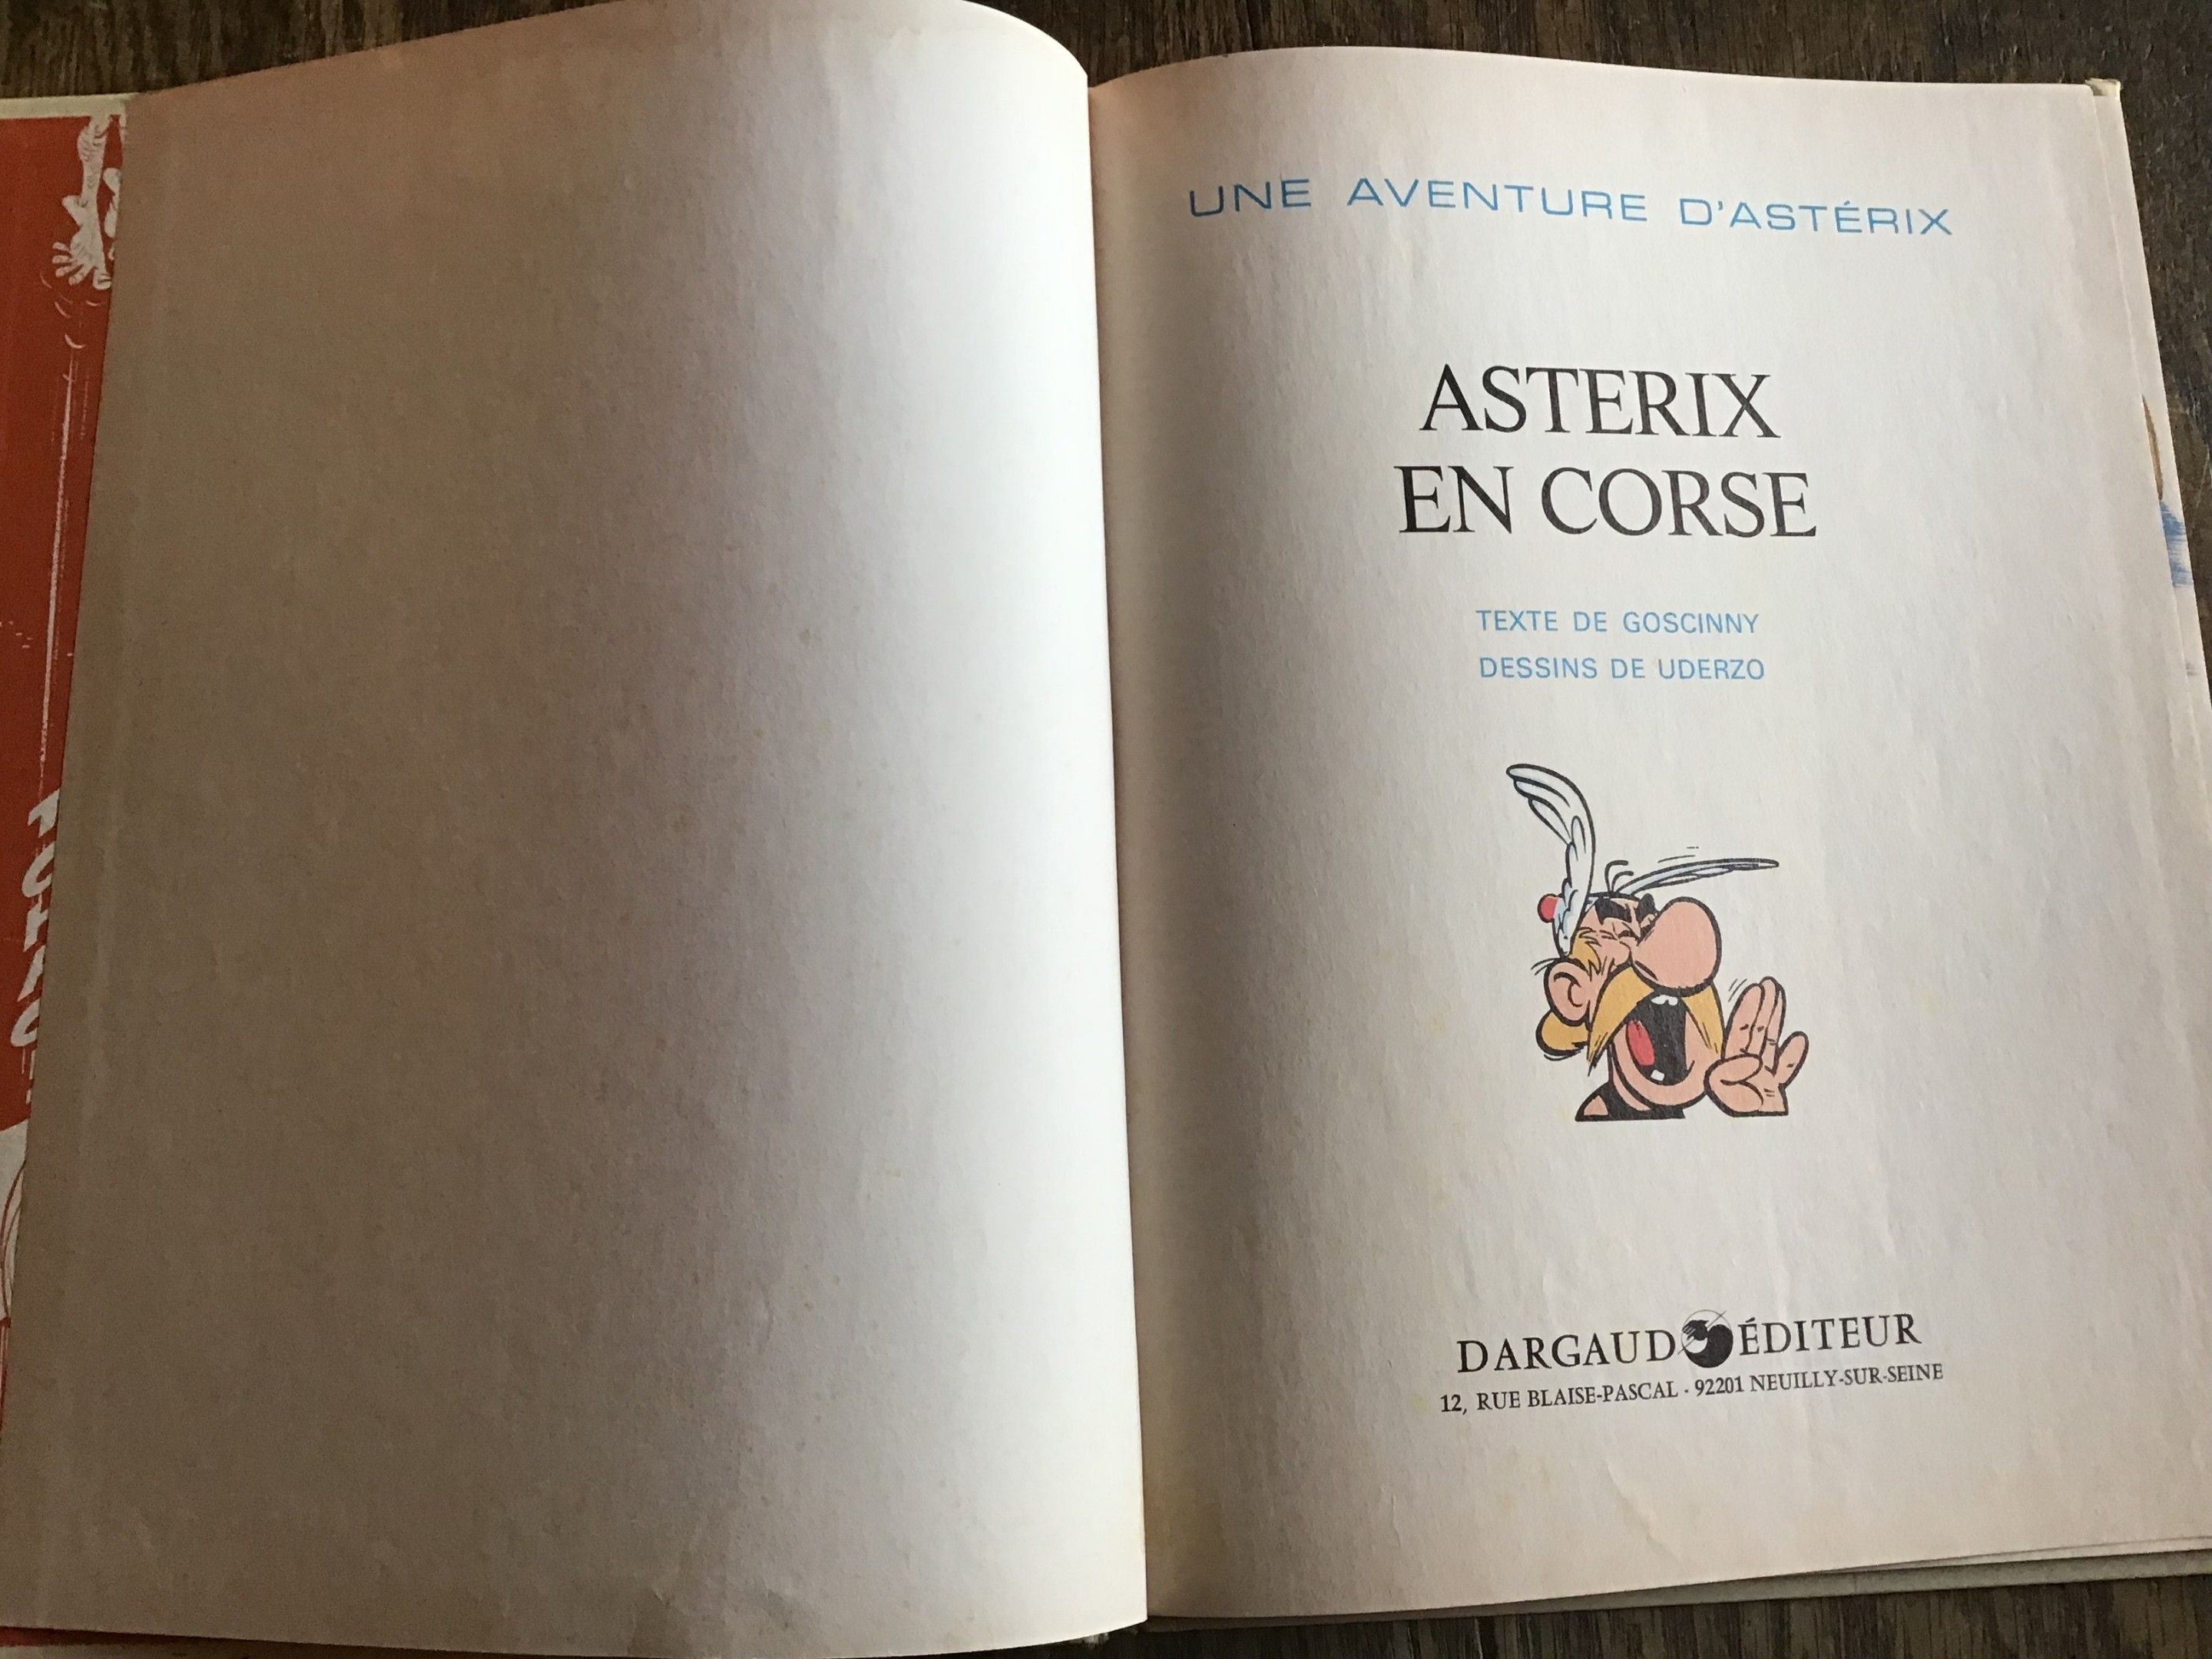 UNE AVENTURE D'ASTÉRIX
ASTERIX
EN CORSE
TEXTE DE GOSCINNY
DESSINS DE UDERZO
DARGAUD ÉDITEUR
12, RUE BLAISE-PASCAL - 92201 NEUILLY-SUR-SEINE